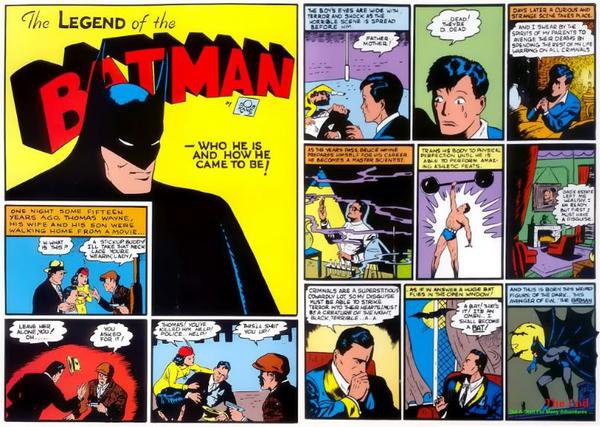 The LEGEND of the
BATMAN
— WHO HE IS
AND HOW HE
CAME TO BE!
ONE NIGHT SOME FIFTEEN
YEARS AGO, THOMAS WAYNE,
HIS WIFE AND HIS SON WERE
WALKING HOME FROM A MOVIE...
W.WHAT
IS THIS?
A STICKUP BUDDY!
I'LL TAKE THAT NECK
LACE YOU'RE
WEARIN', LADY!
LEAVE HER
ALONE, YOU!
OH....
YOU
ASKED
FOR IT!
THOMAS! YOU'VE
KILLED HIM. HELP!
POLICE.. HELP!
THIS'LL SHUT
YOU UP!
THE BOY'S EYES ARE WIDE WITH
TERROR AND SHOCK AS THE
HORRIBLE SCENE IS SPREAD
BEFORE HIM.
FATHER,
MOTHER!
DEAD!
THEY'RE
D..DEAD
DAYS LATER A CURIOUS AND
STRANGE SCENE TAKES PLACE.
AND I SWEAR BY THE
SPIRITS OF MY PARENTS TO
AVENGE THEIR DEATHS BY
SPENDING THE REST OF MY LIFE
WARRING ON ALL CRIMINALS
AS THE YEARS PASS, BRUCE WAYNE
PREPARES HIMSELF FOR HIS CAREER
HE BECOMES A MASTER SCIENTIST.
TRAINS HIS BODY TO PHYSICAL
PERFECTION UNTIL HE IS
ABLE TO PERFORM AMAZ-
ING ATHLETIC FEATS.
DAD'S ESTATE
LEFT ME
WEALTHY. I
AM READY..
BUT FIRST I
MUST HAVE
A DISGUISE.
CRIMINALS ARE A SUPERSTITIOUS
COWARDLY LOT, SO MY DISGUISE
MUST BE ABLE TO STRIKE
TERROR INTO THEIR HEARTS. I MUST
BE A CREATURE OF THE NIGHT,
BLACK, TERRIBLE.. A.. A
AS IF IN ANSWER A HUGE BAT
FLIES IN THE OPEN WINDOW!
A BAT! THAT'S
IT! IT'S AN
OMEN.. I
SHALL BECOME
A BAT!
AND THUS IS BORN THIS WEIRD
FIGURE OF THE DARK.. THIS
AVENGER OF EVIL, THE BATMAN
The End